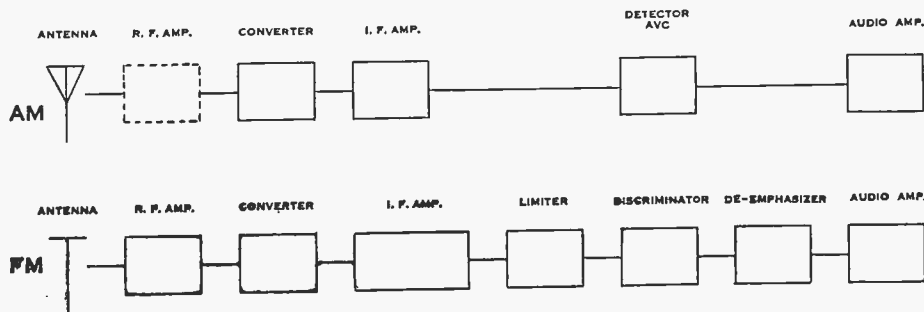 ANTENNA R. F. AMP. CONVERTER I. F. AMP. DETECTOR AVC AUDIO AMP.
AM
ANTENNA R. F. AMP. CONVERTER I. F. AMP. LIMITER DISCRIMINATOR DE-EMPHASIZER AUDIO AMP.
FM